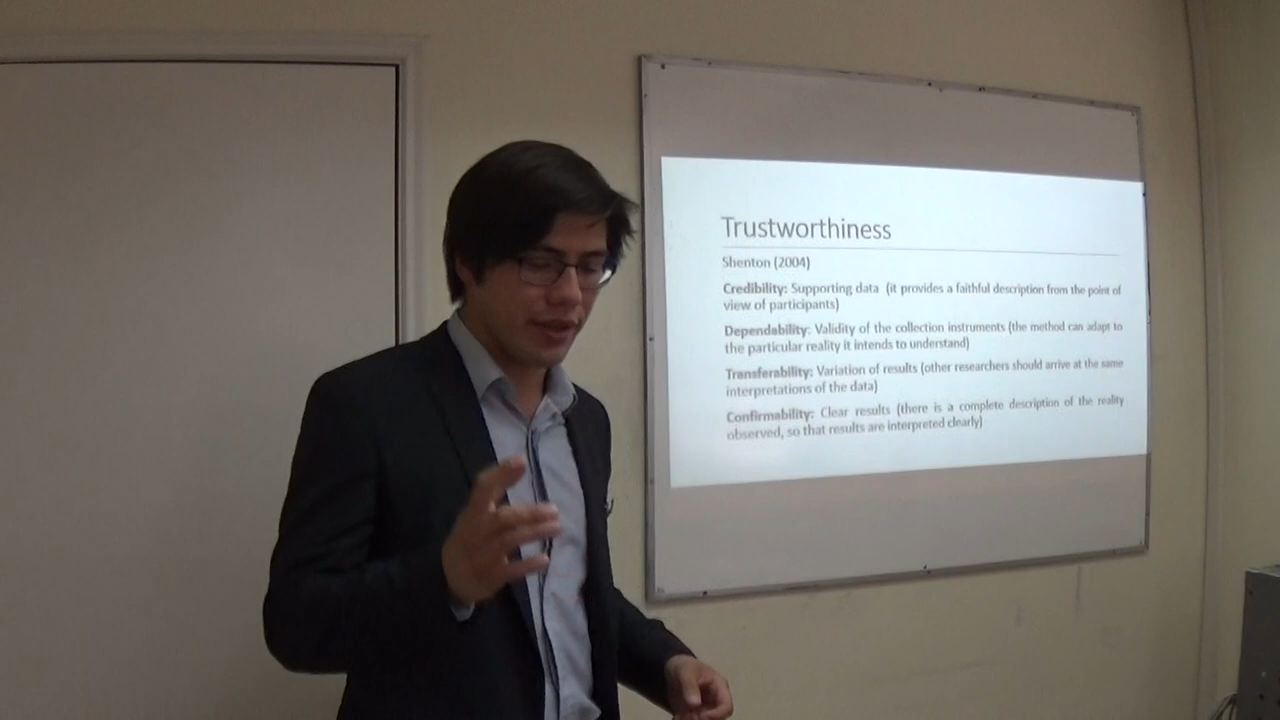 Trustworthiness
Shenton (2004)
Credibility: Supporting data (it provides a faithful description from the point of
view of participants)
Dependability: Validity of the collection instruments (the method can adapt to
the particular reality it intends to understand)
Transferability: Variation of results (other researchers should arrive at the same
interpretations of the data)
Confirmability: Clear results (there is a complete description of the reality
observed, so that results are interpreted clearly)